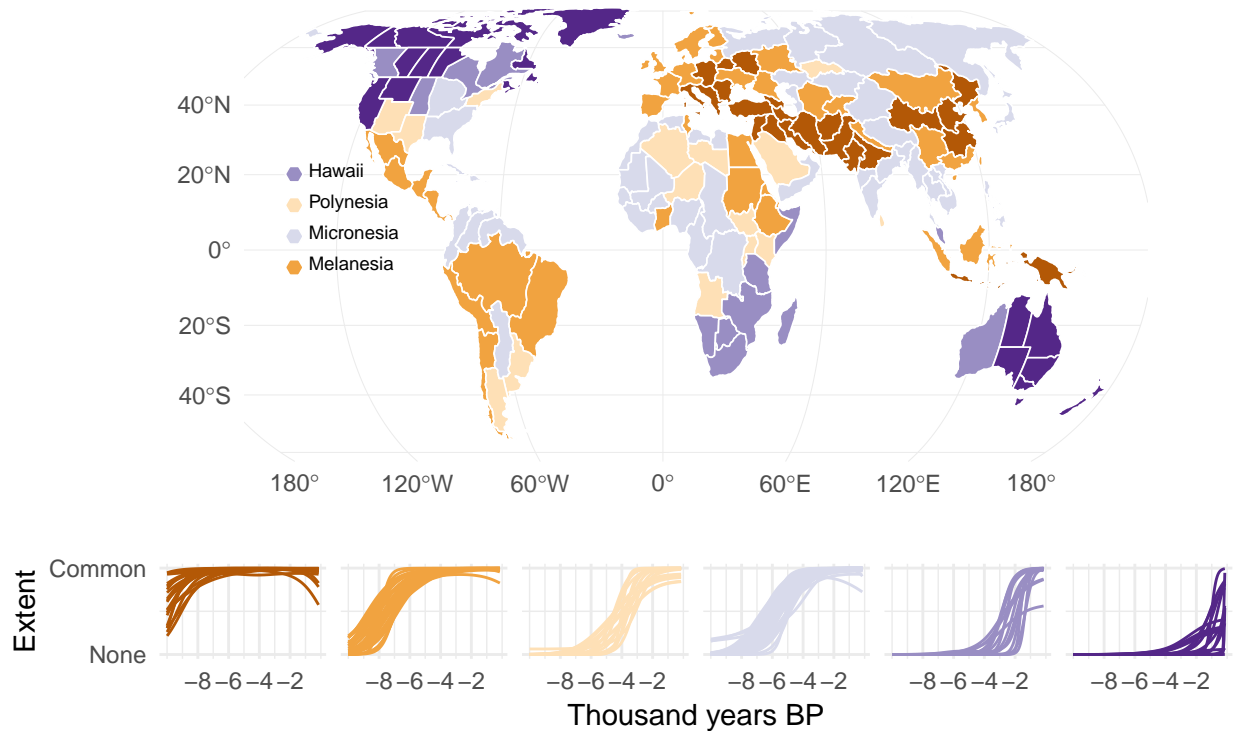 40°N
20°N
0°
20°S
40°S
Hawaii
Polynesia
Micronesia
Melanesia
180° 120°W 60°W 0° 60°E 120°E 180°
Extent
Common
None
−8 −6 −4 −2 −8 −6 −4 −2 −8 −6 −4 −2 −8 −6 −4 −2 −8 −6 −4 −2 −8 −6 −4 −2
Thousand years BP